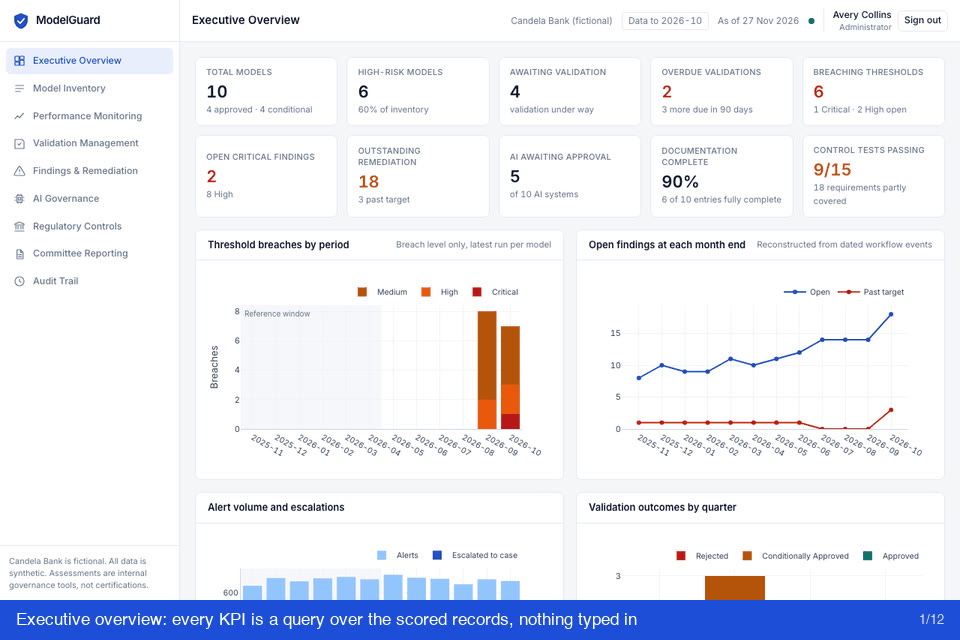 ModelGuard
Executive Overview
Candela Bank (fictional)
Data to 2026-10
As of 27 Nov 2026
Avery Collins
Administrator
Sign out
Executive Overview
Model Inventory
Performance Monitoring
Validation Management
Findings & Remediation
AI Governance
Regulatory Controls
Committee Reporting
Audit Trail
Candela Bank is fictional. All data is
synthetic. Assessments are internal
governance tools, not certifications.
TOTAL MODELS
10
4 approved · 4 conditional
HIGH-RISK MODELS
6
60% of inventory
AWAITING VALIDATION
4
validation under way
OVERDUE VALIDATIONS
2
3 more due in 90 days
BREACHING THRESHOLDS
6
1 Critical · 2 High open
OPEN CRITICAL FINDINGS
2
8 High
OUTSTANDING
REMEDIATION
18
3 past target
AI AWAITING APPROVAL
5
of 10 AI systems
DOCUMENTATION
COMPLETE
90%
6 of 10 entries fully complete
CONTROL TESTS PASSING
9/15
18 requirements partly
covered
Threshold breaches by period
Breach level only, latest run per model
Medium
High
Critical
Reference window
Breaches
8
6
4
2
0
2025-11
2025-12
2026-01
2026-02
2026-03
2026-04
2026-05
2026-06
2026-07
2026-08
2026-09
2026-10
Open findings at each month end
Reconstructed from dated workflow events
Open
Past target
15
10
5
0
2025-11
2025-12
2026-01
2026-02
2026-03
2026-04
2026-05
2026-06
2026-07
2026-08
2026-09
2026-10
Alert volume and escalations
Alerts
Escalated to case
600
Validation outcomes by quarter
Rejected
Conditionally Approved
Approved
3
Executive overview: every KPI is a query over the scored records, nothing typed in
1/12